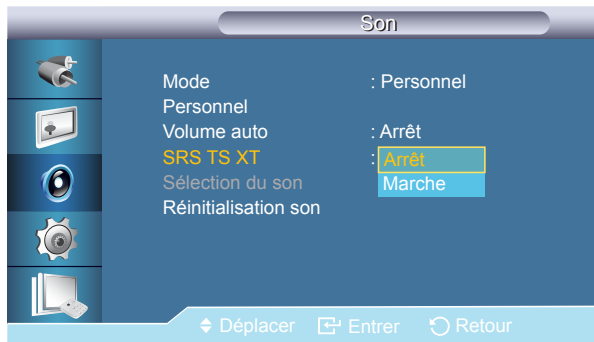 Son
Mode : Personnel
Personnel
Volume auto : Arrêt
SRS TS XT : Arrêt
Sélection du son Marche
Réinitialisation son
Déplacer Entrer Retour